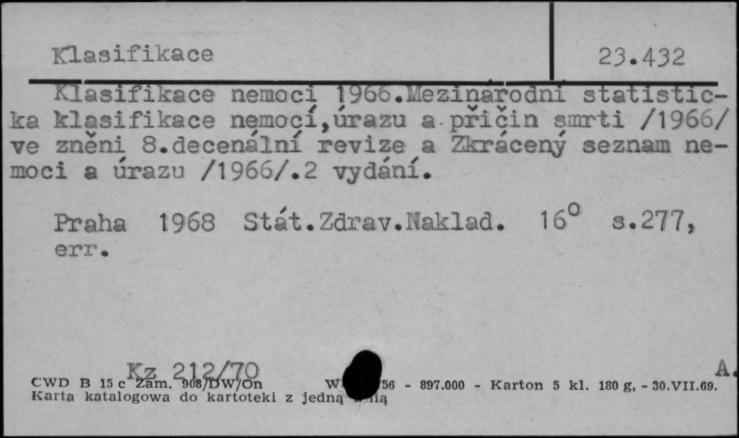 Klasifikace 23.432
Klasifikace nemocí 1966.Mezinárodní statistic-
ka klasifikace nemocí,úrazu a příčin smrti /1966/
ve znění 8.decenální revize a Zkrácený seznam ne-
moci a úrazu /1966/.2 vydání.
Praha 1968 Stát.Zdrav.Naklad. 16° s.277,
err.
Kz 212/70 A.
CWD B 15 c Zam. 908/DW/On 56 - 897.000 - Karton 5 kl. 180 g, - 30.VII.69.
Karta katalogowa do kartoteki z jedną